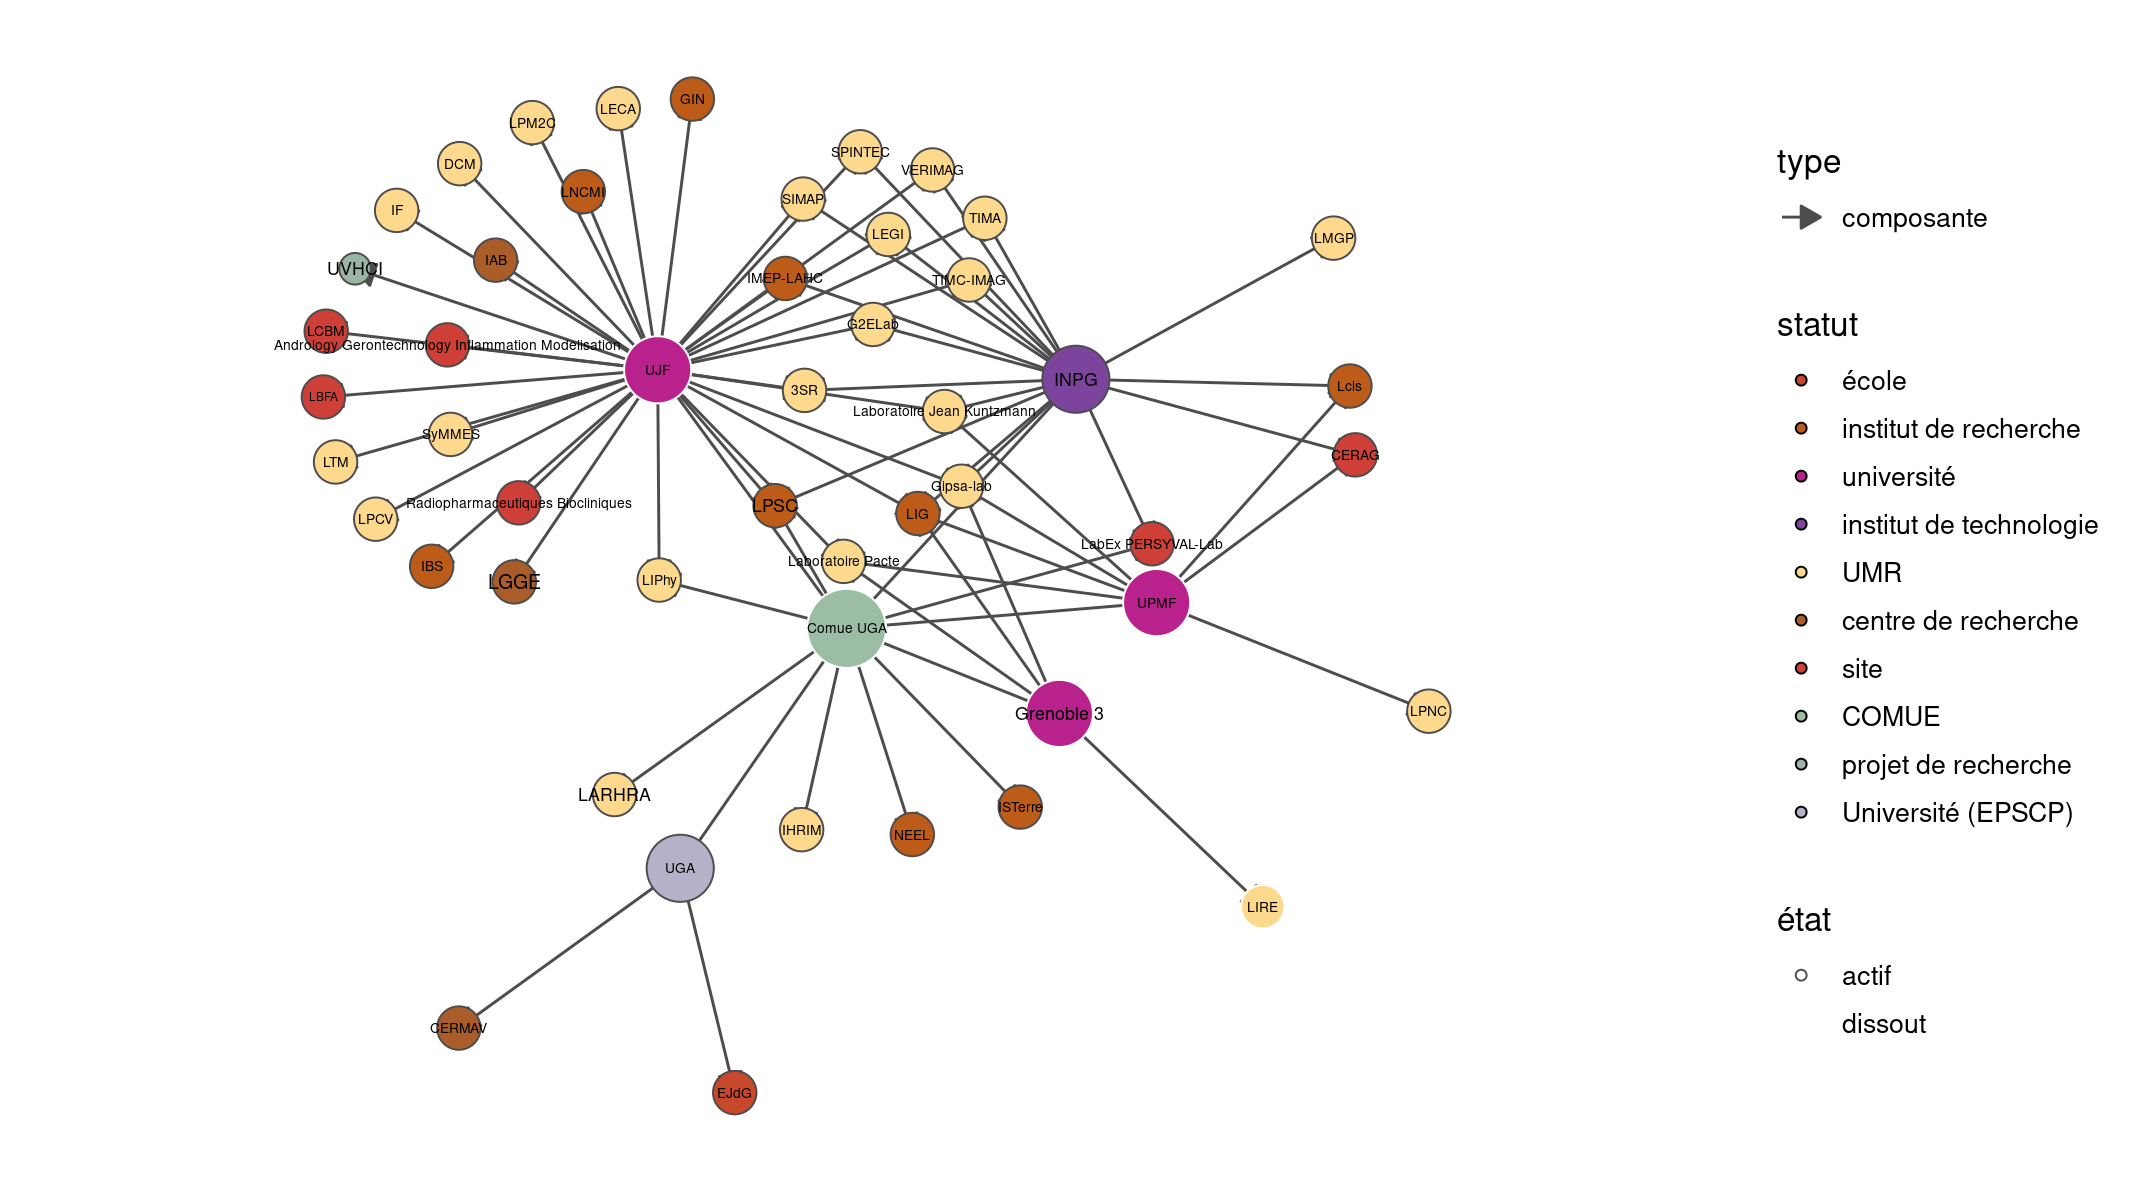 GIN
LECA
LPM2C
SPINTEC
DCM
VERIMAG
LNCMI
SIMAP
IF
TIMA
LEGI
LMGP
IAB
UVHCI
IMEP-LAHC
TIMC-IMAG
G2ELab
LCBM
Andrology Gerontechnology Inflammation Modelisation
UJF
INPG
Lcis
3SR
LBFA
Laboratoire Jean Kuntzmann
SyMMES
CERAG
LTM
Gipsa-lab
Radiopharmaceutiques Biocliniques
LPSC
LIG
LPCV
LabEx PERSYVAL-Lab
Laboratoire Pacte
IBS
LGGE
LIPhy
UPMF
Comue UGA
LPNC
Grenoble 3
LARHRA
ISTerre
IHRIM
NEEL
UGA
LIRE
CERMAV
EJdG
type
composante
statut
école
institut de recherche
université
institut de technologie
UMR
centre de recherche
site
COMUE
projet de recherche
Université (EPSCP)
état
actif
dissout